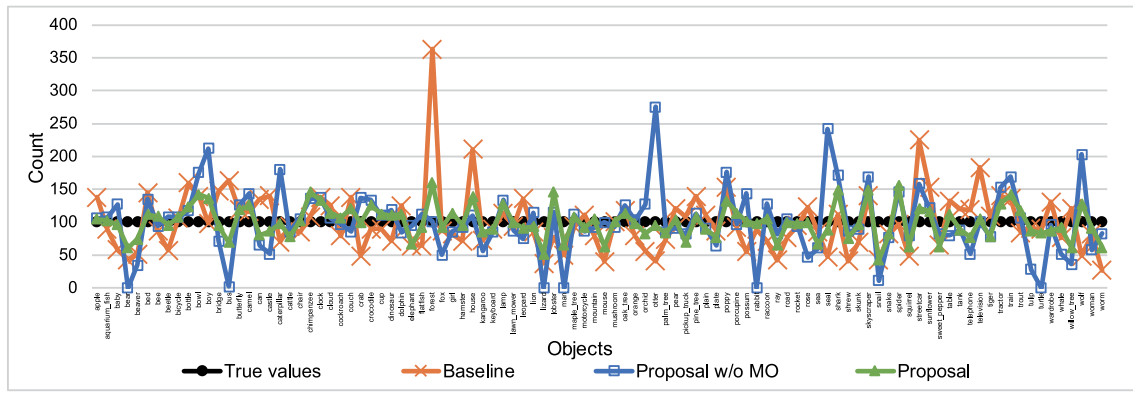 400
350
300
250
200
150
100
50
0
Count
apple
aquarium_fish
baby
bear
beaver
bed
bee
beetle
bicycle
bottle
bowl
boy
bridge
bus
butterfly
camel
can
castle
caterpillar
cattle
chair
chimpanzee
clock
cloud
cockroach
couch
crab
crocodile
cup
dinosaur
dolphin
elephant
flatfish
forest
fox
girl
hamster
house
kangaroo
keyboard
lamp
lawn_mower
leopard
lion
lizard
lobster
man
maple_tree
motorcycle
mountain
mouse
mushroom
oak_tree
orange
orchid
otter
palm_tree
pear
pickup_truck
pine_tree
plain
plate
poppy
porcupine
possum
rabbit
raccoon
ray
road
rocket
rose
sea
seal
shark
shrew
skunk
skyscraper
snail
snake
spider
squirrel
streetcar
sunflower
sweet_pepper
table
tank
telephone
television
tiger
tractor
train
trout
tulip
turtle
wardrobe
whale
willow_tree
wolf
woman
worm
Objects
True values
Baseline
Proposal w/o MO
Proposal